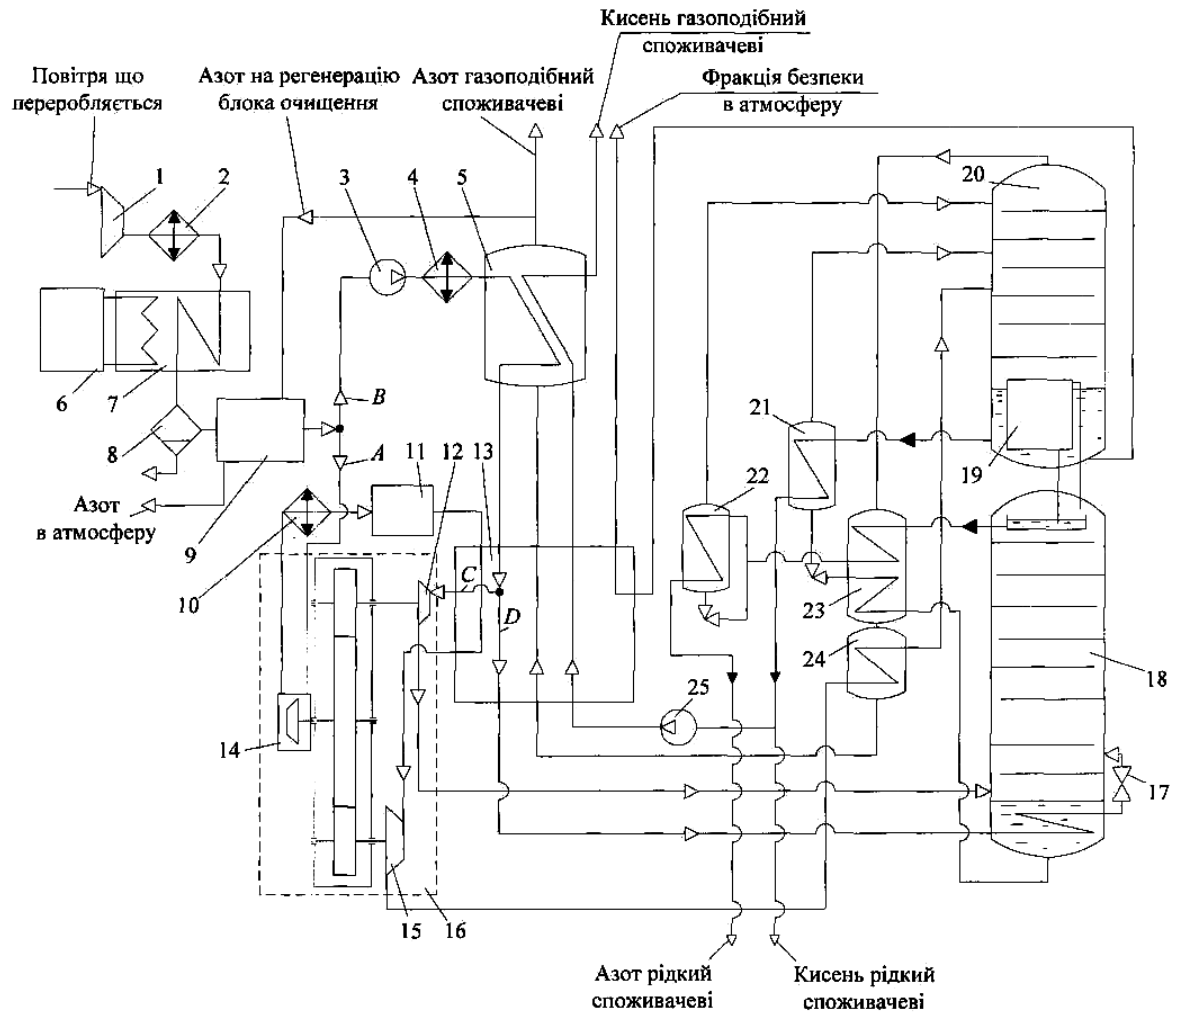 Кисень газоподібний
споживачеві
Повітря що
переробляється
Азот на регенерацію
блока очищення
Азот газоподібний
споживачеві
Фракція безпеки
в атмосферу
1
2
3
4
5
20
6
7
B
8
A
11
12
13
21
22
19
Азот
в атмосферу
9
10
C
D
23
24
18
25
14
17
15
16
Азот рідкий
споживачеві
Кисень рідкий
споживачеві